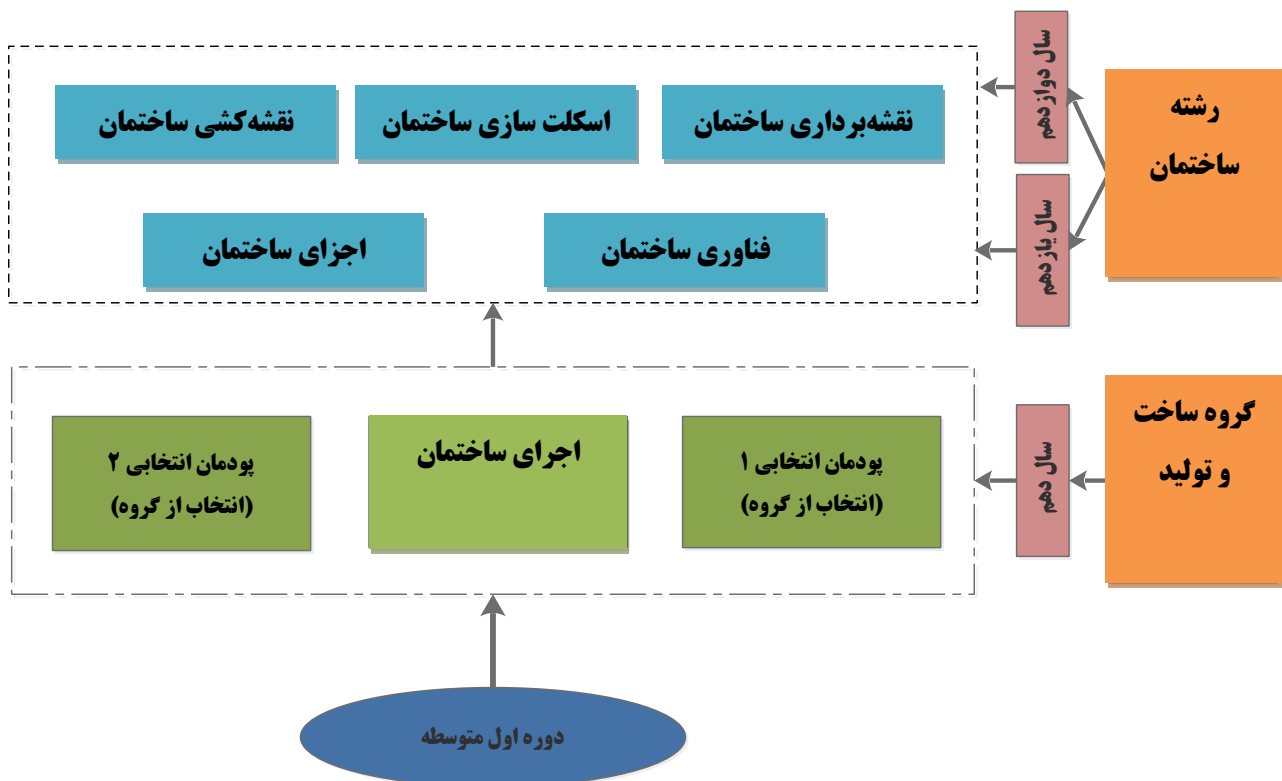 رشته
ساختمان
سال دوازدهم
سال یازدهم
نقشه‌برداری ساختمان
اسکلت سازی ساختمان
نقشه‌کشی ساختمان
فناوری ساختمان
اجزای ساختمان
گروه ساخت
و تولید
سال دهم
پودمان انتخابی ۱
(انتخاب از گروه)
اجرای ساختمان
پودمان انتخابی ۲
(انتخاب از گروه)
دوره اول متوسطه